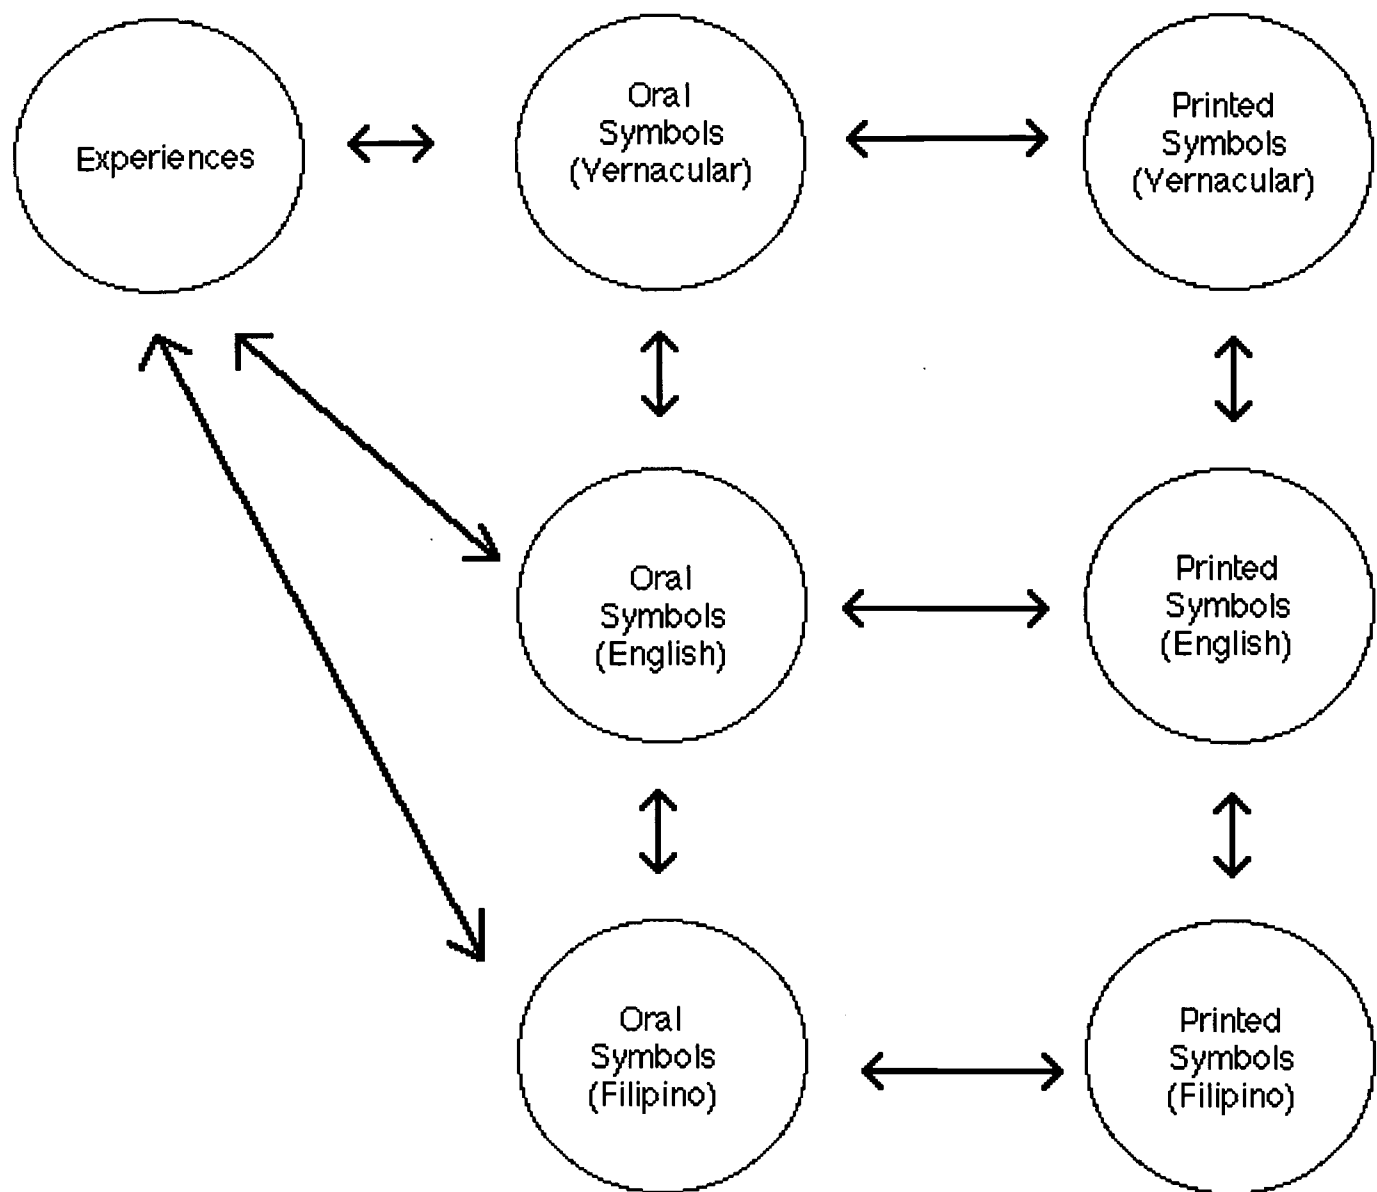 Experiences
Oral
Symbols
(Vernacular)
Printed
Symbols
(Vernacular)
Oral
Symbols
(English)
Printed
Symbols
(English)
Oral
Symbols
(Filipino)
Printed
Symbols
(Filipino)